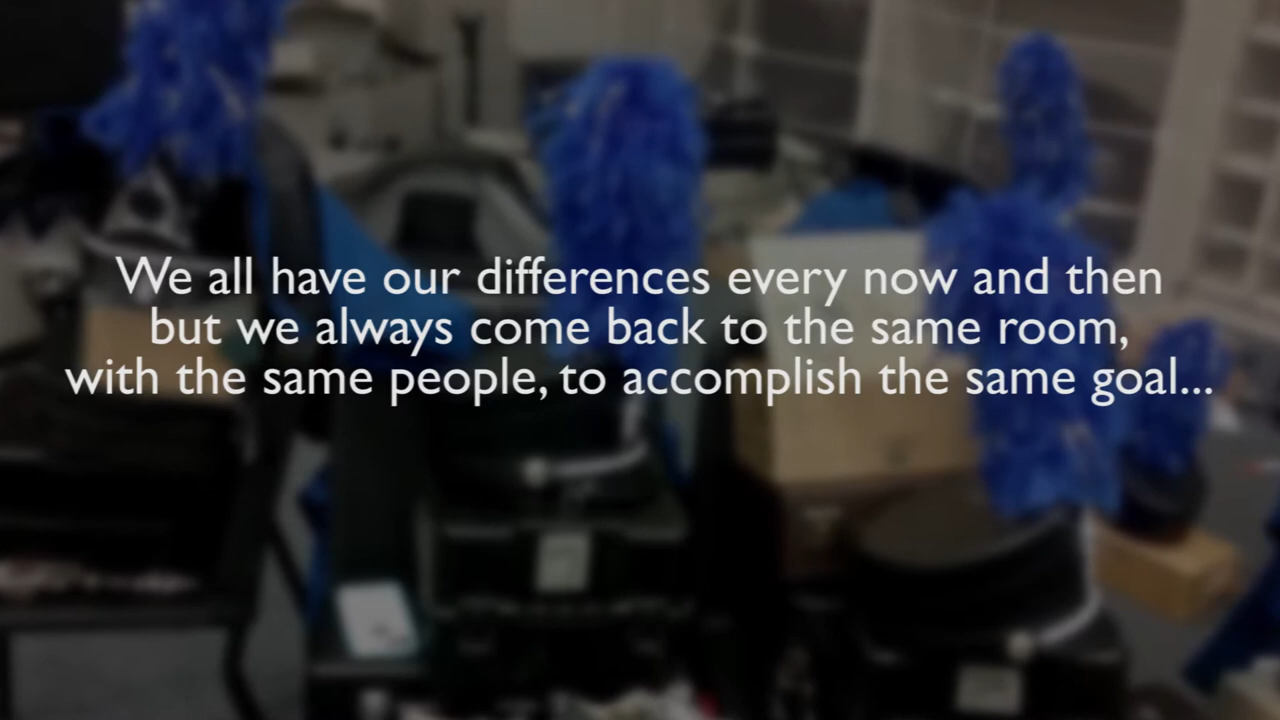 We all have our differences every now and then
but we always come back to the same room,
with the same people, to accomplish the same goal...